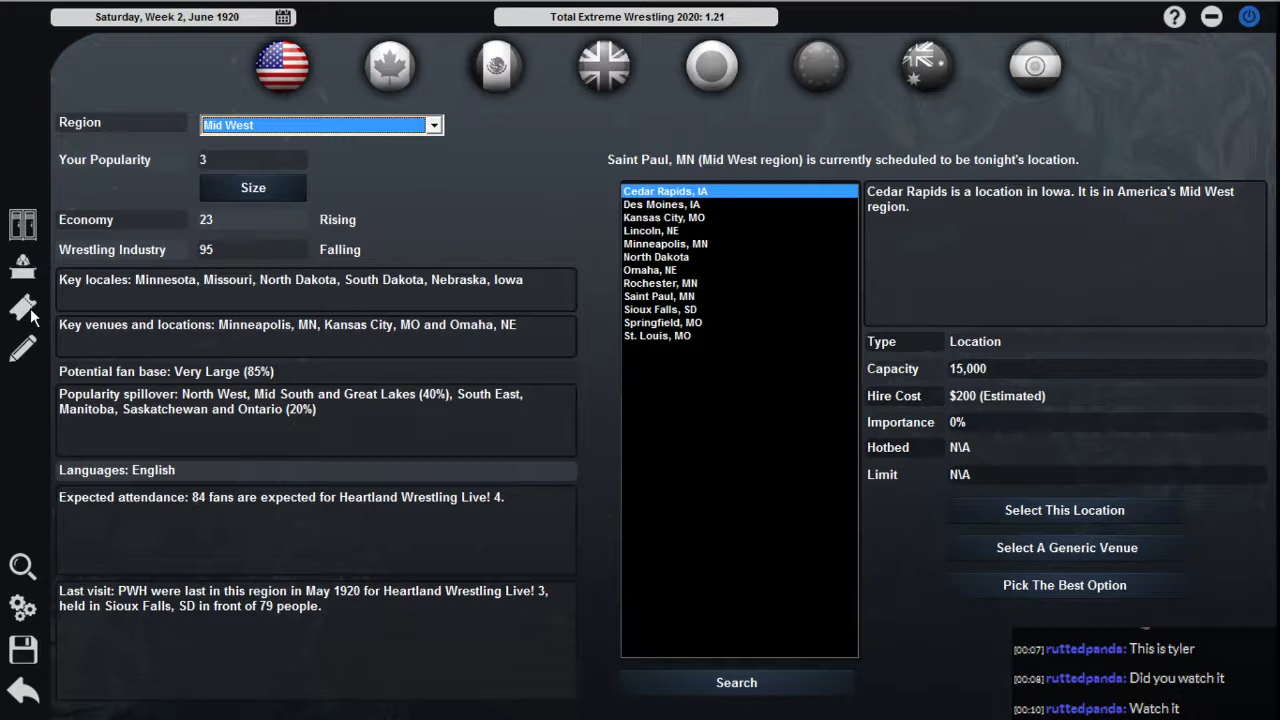 Saturday, Week 2, June 1920
Total Extreme Wrestling 2020: 1.21
Region
Mid West
Your Popularity
3
Size
Economy
23
Rising
Wrestling Industry
95
Falling
Key locales: Minnesota, Missouri, North Dakota, South Dakota, Nebraska, Iowa
Key venues and locations: Minneapolis, MN, Kansas City, MO and Omaha, NE
Potential fan base: Very Large (85%)
Popularity spillover: North West, Mid South and Great Lakes (40%), South East,
Manitoba, Saskatchewan and Ontario (20%)
Languages: English
Expected attendance: 84 fans are expected for Heartland Wrestling Live! 4.
Last visit: PWH were last in this region in May 1920 for Heartland Wrestling Live! 3,
held in Sioux Falls, SD in front of 79 people.
Saint Paul, MN (Mid West region) is currently scheduled to be tonight's location.
Cedar Rapids, IA
Des Moines, IA
Kansas City, MO
Lincoln, NE
Minneapolis, MN
North Dakota
Omaha, NE
Rochester, MN
Saint Paul, MN
Sioux Falls, SD
Springfield, MO
St. Louis, MO
Search
Cedar Rapids is a location in Iowa. It is in America's Mid West
region.
Type
Location
Capacity
15,000
Hire Cost
$200 (Estimated)
Importance
0%
Hotbed
N\A
Limit
N\A
Select This Location
Select A Generic Venue
Pick The Best Option
[00:07] ruttedpanda: This is tyler
[00:08] ruttedpanda: Did you watch it
[00:10] ruttedpanda: Watch it